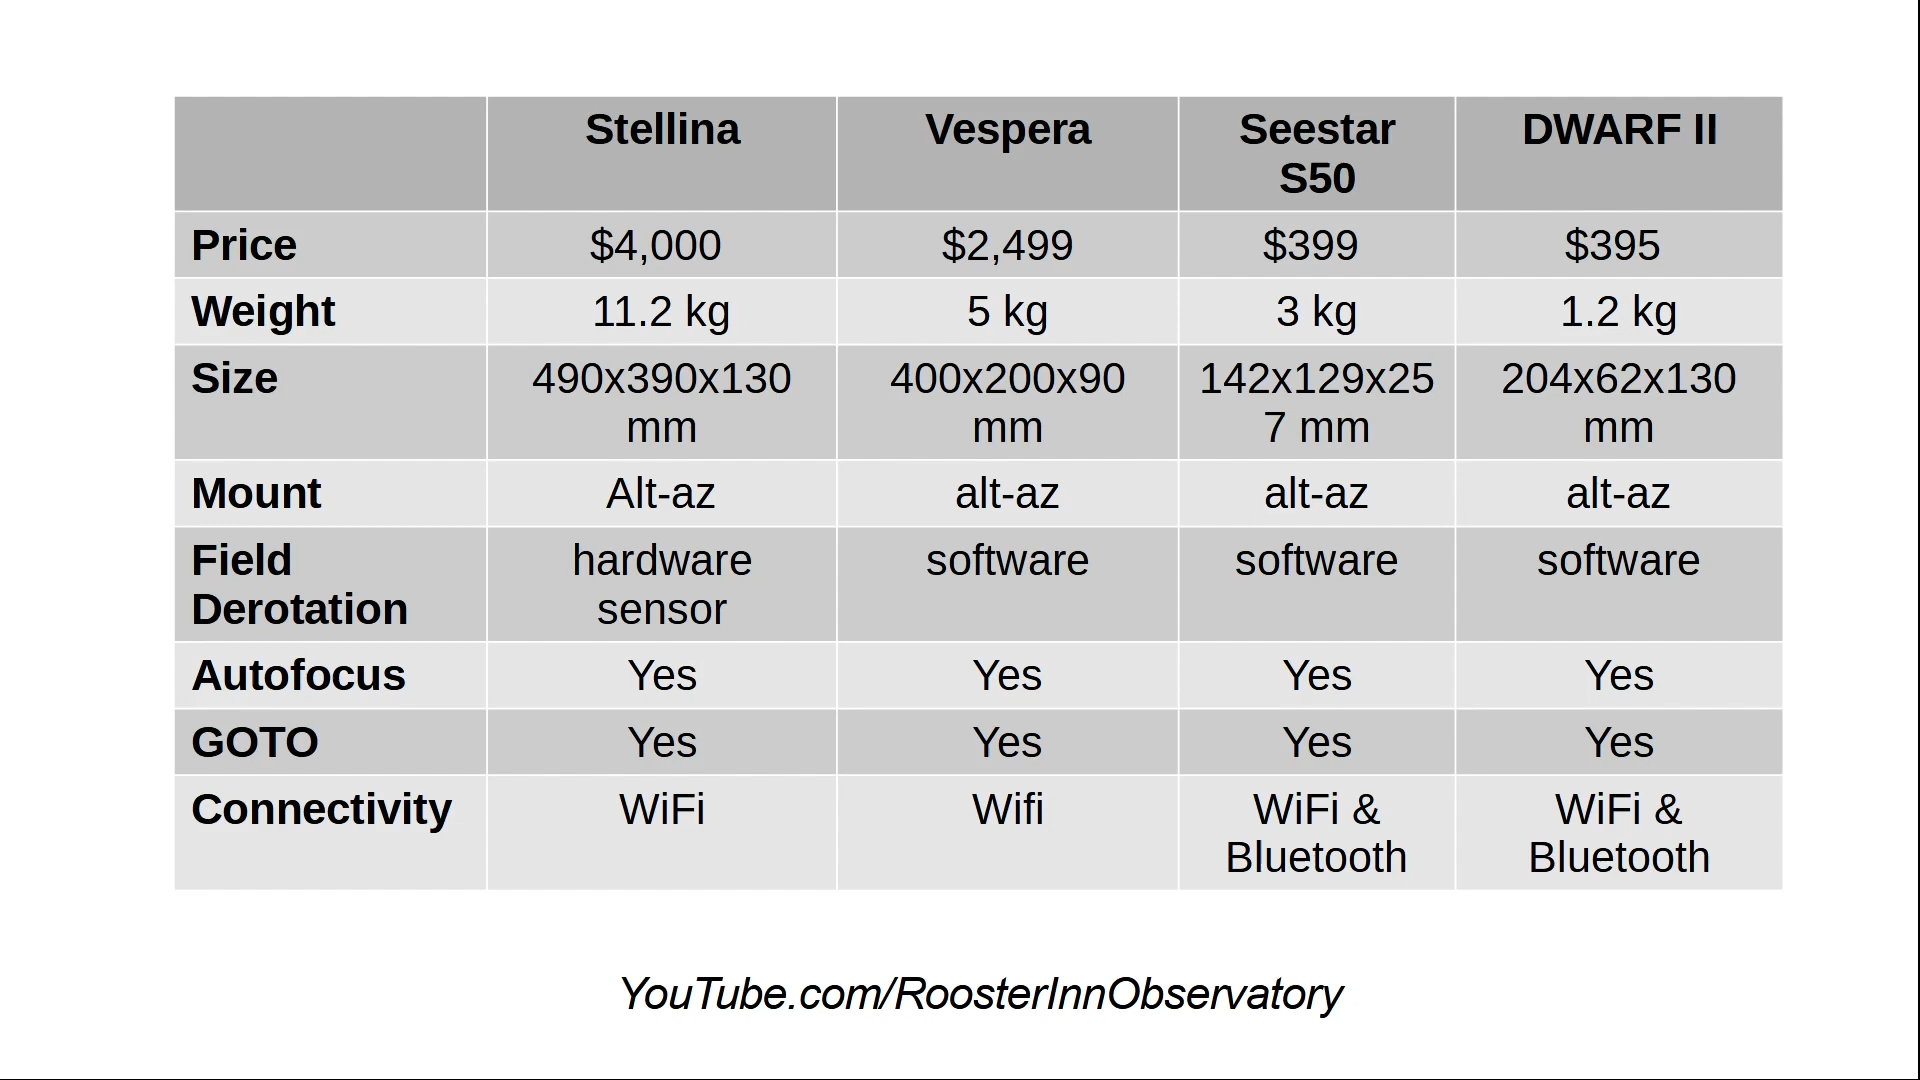 Stellina Vespera Seestar DWARF II
S50
Price $4,000 $2,499 $399 $395
Weight 11.2 kg 5 kg 3 kg 1.2 kg
Size 490x390x130 400x200x90 142x129x25 204x62x130
mm mm 7 mm mm
Mount Alt-az alt-az alt-az alt-az
Field hardware software software software
Derotation sensor
Autofocus Yes Yes Yes Yes
GOTO Yes Yes Yes Yes
Connectivity WiFi Wifi WiFi & WiFi &
Bluetooth Bluetooth
YouTube.com/RoosterInnObservatory